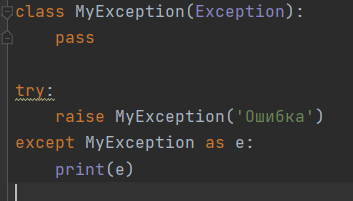 class MyException(Exception):
    pass
try:
    raise MyException('Ошибка')
except MyException as e:
    print(e)